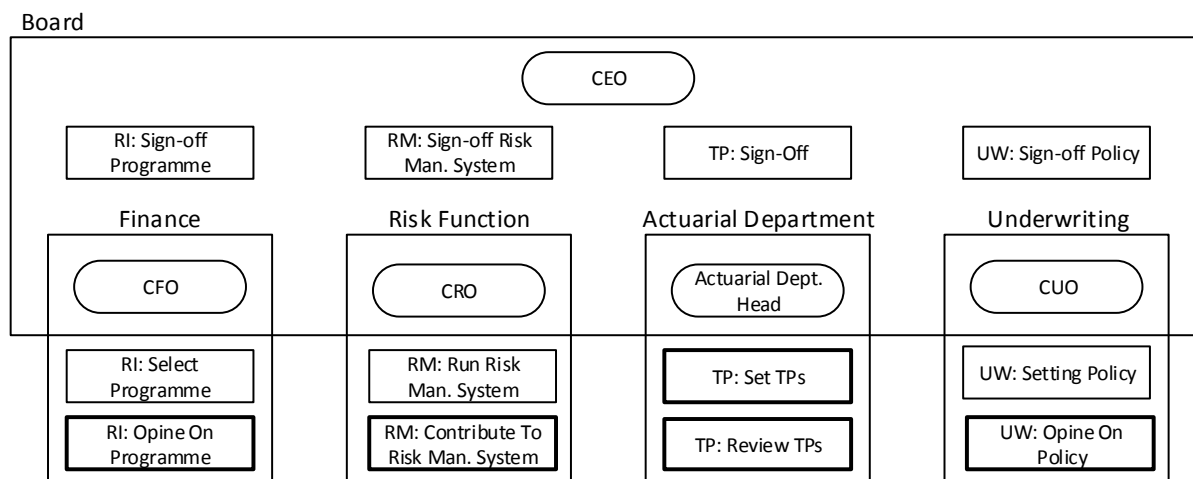 Board
CEO
RI: Sign-off
Programme
RM: Sign-off Risk
Man. System
TP: Sign-Off
UW: Sign-off Policy
Finance
Risk Function
Actuarial Department
Underwriting
CFO
CRO
Actuarial Dept.
Head
CUO
RI: Select
Programme
RM: Run Risk
Man. System
TP: Set TPs
UW: Setting Policy
RI: Opine On
Programme
RM: Contribute To
Risk Man. System
TP: Review TPs
UW: Opine On
Policy